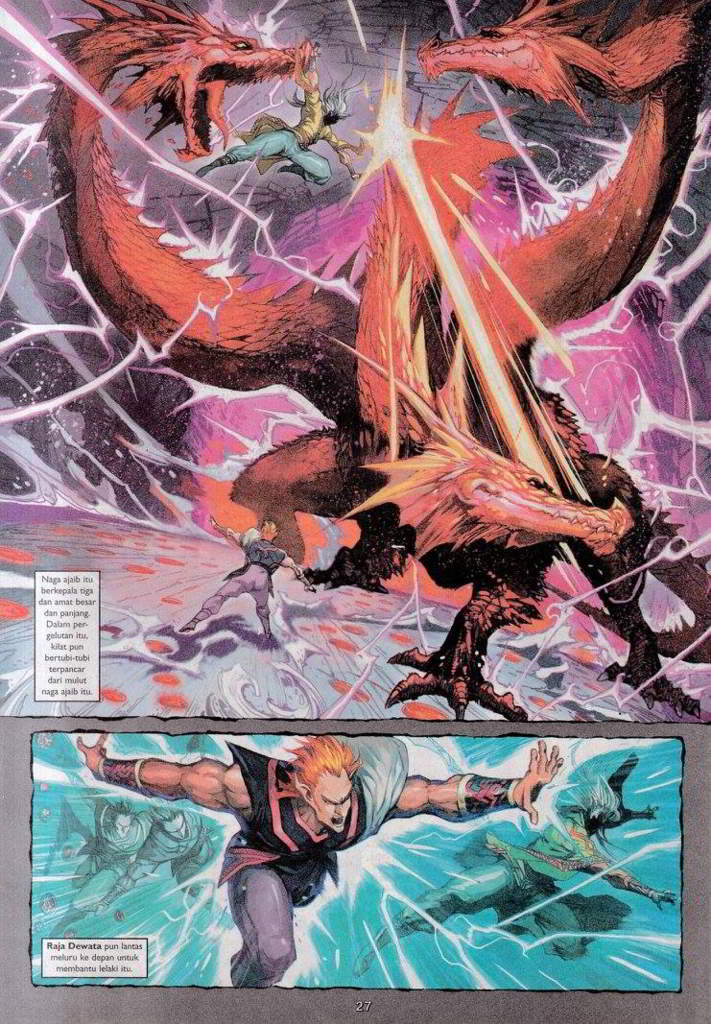 Naga ajaib itu
berkepala tiga
dan amat besar
dan panjang.
Dalam per-
gelutan itu,
kilat pun
bertubi-tubi
terpancar
dari mulut
naga ajaib itu.
Raja Dewata pun lantas
meluru ke depan untuk
membantu lelaki itu.
27